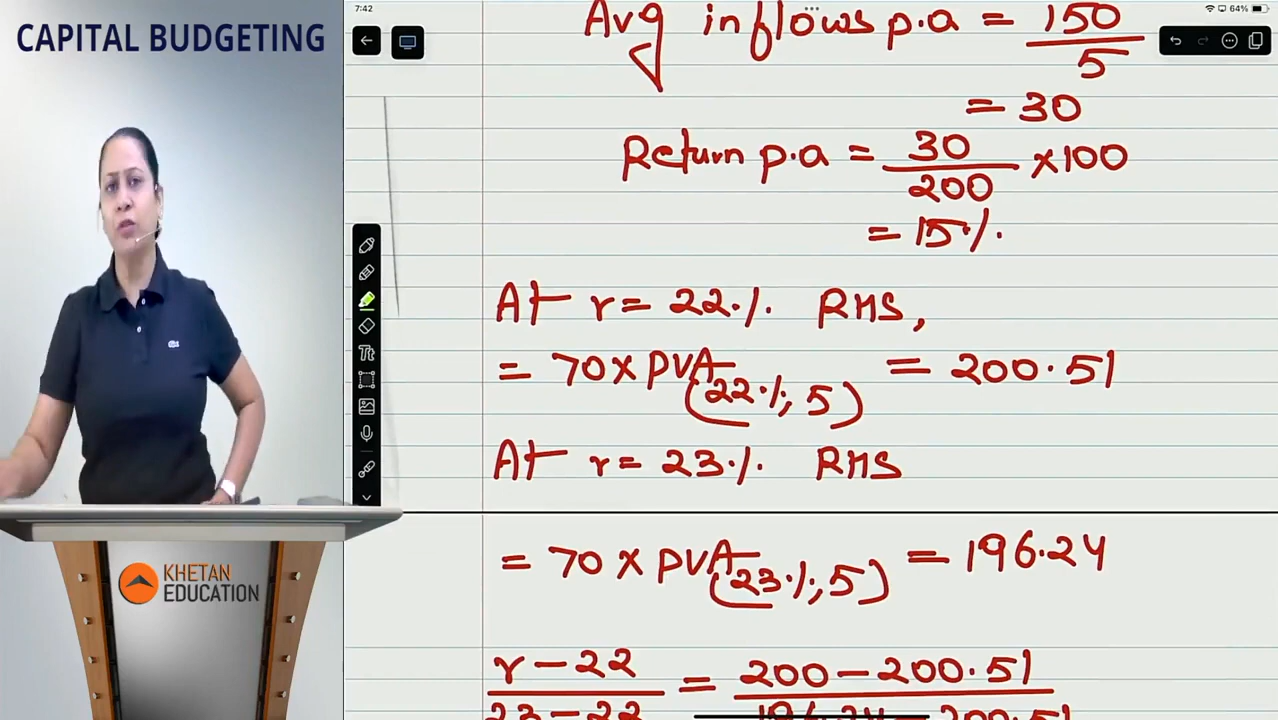 CAPITAL BUDGETING
7:42
64%
Avg inflows p.a = 150
5
= 30
Return p.a = 30 ×100
200
= 15%.
At r = 22%. RHS,
= 70 × PVA (22%, 5) = 200.51
At r = 23%. RHS
= 70 × PVA (23%, 5) = 196.24
r - 22 = 200 - 200.51
23 - 22 196.24 - 200.51
Tt
KHETAN
EDUCATION